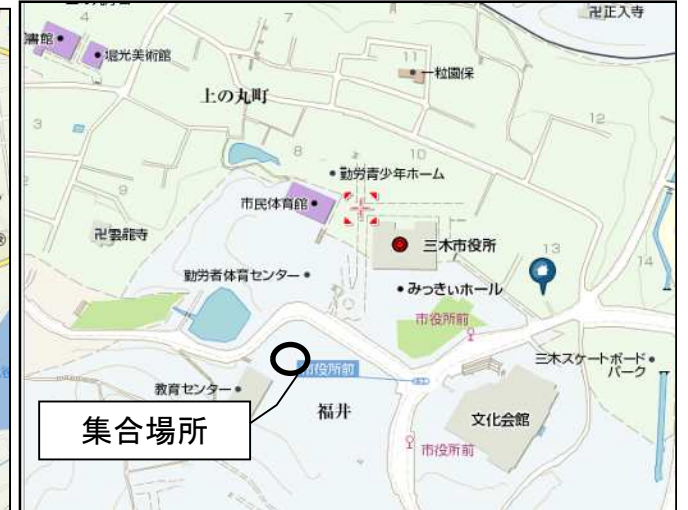 卍正入寺
4
7
書館
堀光美術館
11
一粒園保
上の丸町
12
3
8
10
勤労青少年ホーム
9
市民体育館
卍雲龍寺
三木市役所
13
14
勤労者体育センター
みっきぃホール
市役所前
市役所前
三木スケートボード
パーク
教育センター
福井
文化会館
集合場所
市役所前